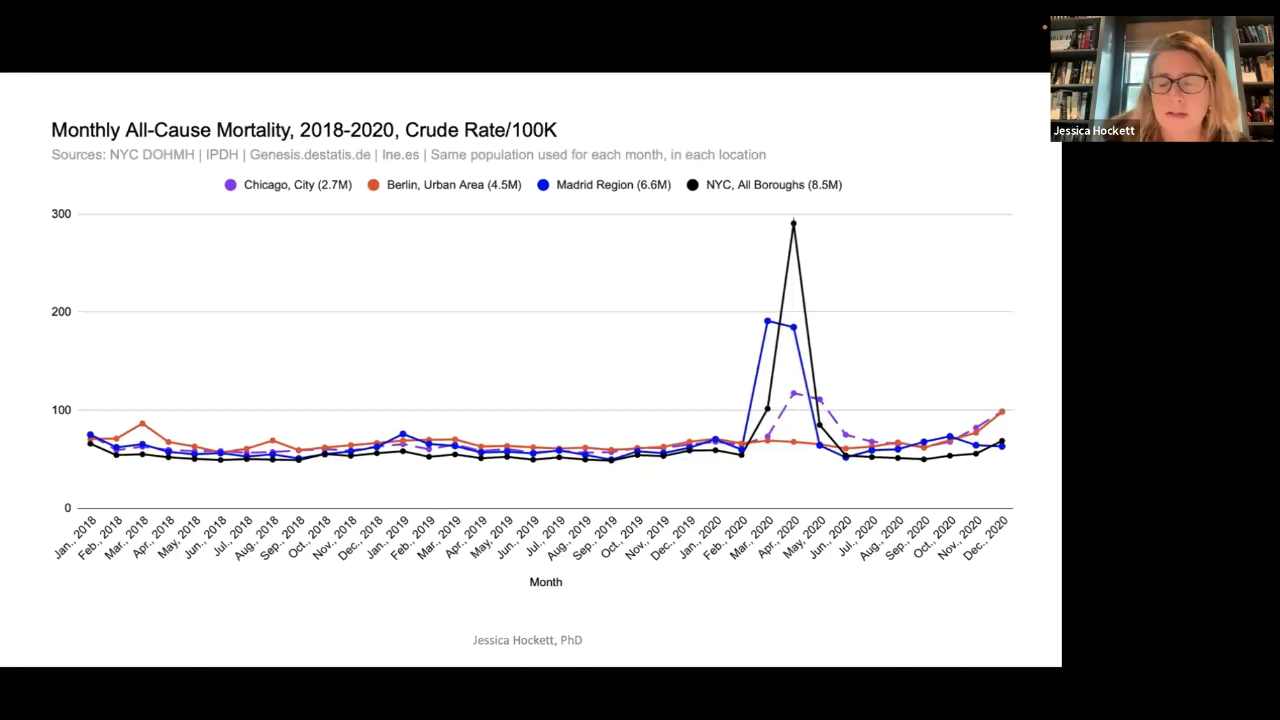 Jessica Hockett
Monthly All-Cause Mortality, 2018-2020, Crude Rate/100K
Sources: NYC DOHMH | IPDH | Genesis.destatis.de | Ine.es | Same population used for each month, in each location
Chicago, City (2.7M) Berlin, Urban Area (4.5M) Madrid Region (6.6M) NYC, All Boroughs (8.5M)
300
200
100
0
Jan., 2018 Feb., 2018 Mar., 2018 Apr., 2018 May, 2018 Jun., 2018 Jul., 2018 Aug., 2018 Sep., 2018 Oct., 2018 Nov., 2018 Dec., 2018 Jan., 2019 Feb., 2019 Mar., 2019 Apr., 2019 May, 2019 Jun., 2019 Jul., 2019 Aug., 2019 Sep., 2019 Oct., 2019 Nov., 2019 Dec., 2019 Jan., 2020 Feb., 2020 Mar., 2020 Apr., 2020 May, 2020 Jun., 2020 Jul., 2020 Aug., 2020 Sep., 2020 Oct., 2020 Nov., 2020 Dec., 2020
Month
Jessica Hockett, PhD